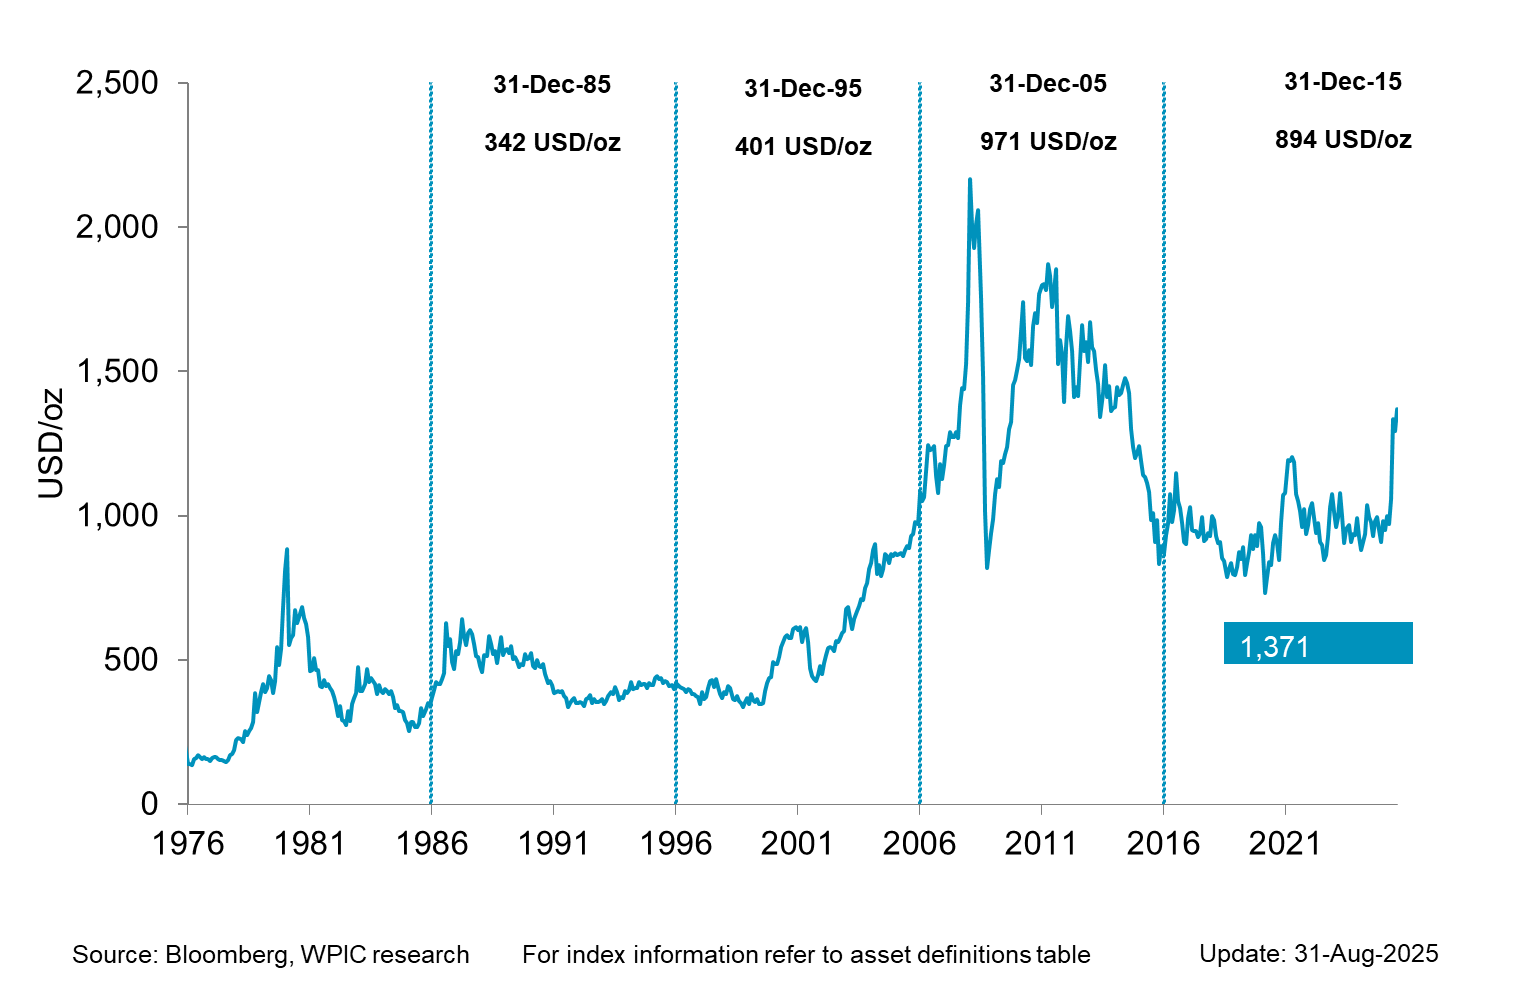 31-Dec-85
31-Dec-95
31-Dec-05
31-Dec-15
342 USD/oz
401 USD/oz
971 USD/oz
894 USD/oz
2,500
2,000
1,500
1,000
500
0
USD/oz
1,371
1976
1981
1986
1991
1996
2001
2006
2011
2016
2021
Source: Bloomberg, WPIC research
For index information refer to asset definitions table
Update: 31-Aug-2025